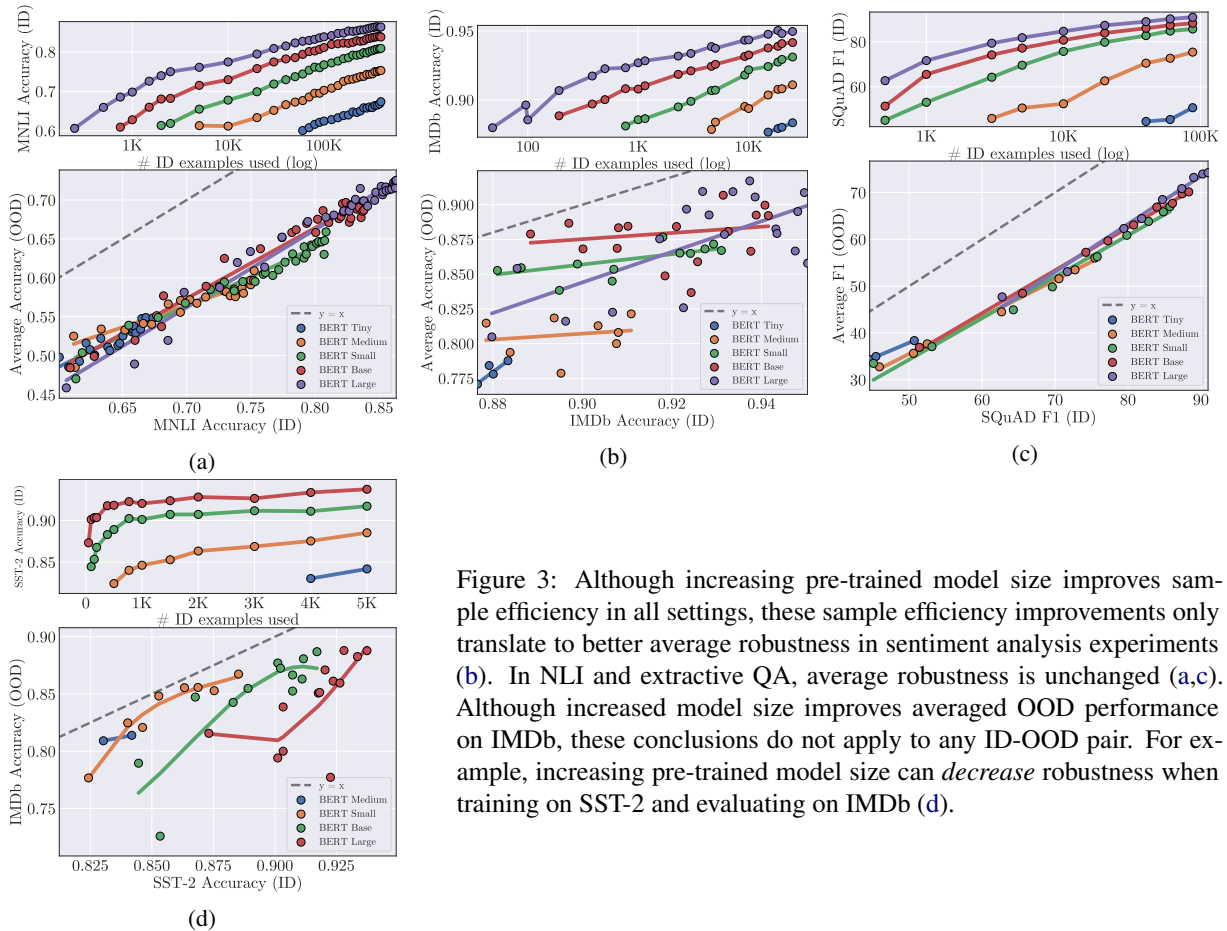 MNLI Accuracy (ID)
0.8
0.7
0.6
1K
10K
100K
# ID examples used (log)
Average Accuracy (OOD)
0.70
0.65
0.60
0.55
0.50
0.45
y = x
BERT Tiny
BERT Medium
BERT Small
BERT Base
BERT Large
0.65
0.70
0.75
0.80
0.85
MNLI Accuracy (ID)
(a)
IMDb Accuracy (ID)
0.95
0.90
100
1K
10K
# ID examples used (log)
Average Accuracy (OOD)
0.900
0.875
0.850
0.825
0.800
0.775
y = x
BERT Tiny
BERT Medium
BERT Small
BERT Base
BERT Large
0.88
0.90
0.92
0.94
IMDb Accuracy (ID)
(b)
SQuAD F1 (ID)
80
60
1K
10K
100K
# ID examples used (log)
Average F1 (OOD)
70
60
50
40
30
y = x
BERT Tiny
BERT Medium
BERT Small
BERT Base
BERT Large
50
60
70
80
90
SQuAD F1 (ID)
(c)
SST-2 Accuracy (ID)
0.90
0.85
0
1K
2K
3K
4K
5K
# ID examples used
IMDb Accuracy (OOD)
0.90
0.85
0.80
0.75
y = x
BERT Medium
BERT Small
BERT Base
BERT Large
0.825
0.850
0.875
0.900
0.925
SST-2 Accuracy (ID)
(d)
Figure 3: Although increasing pre-trained model size improves sam-
ple efficiency in all settings, these sample efficiency improvements only
translate to better average robustness in sentiment analysis experiments
(b). In NLI and extractive QA, average robustness is unchanged (a,c).
Although increased model size improves averaged OOD performance
on IMDb, these conclusions do not apply to any ID-OOD pair. For ex-
ample, increasing pre-trained model size can decrease robustness when
training on SST-2 and evaluating on IMDb (d).